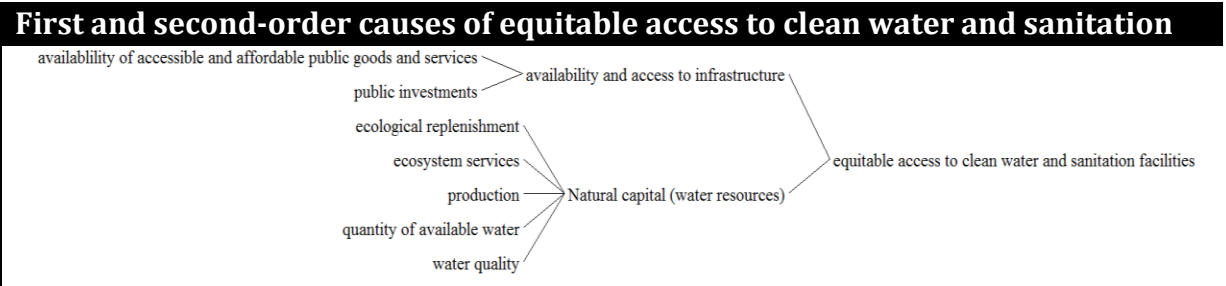 First and second-order causes of equitable access to clean water and sanitation
availablility of accessible and affordable public goods and services
availability and access to infrastructure
public investments
ecological replenishment
ecosystem services
equitable access to clean water and sanitation facilities
production
Natural capital (water resources)
quantity of available water
water quality